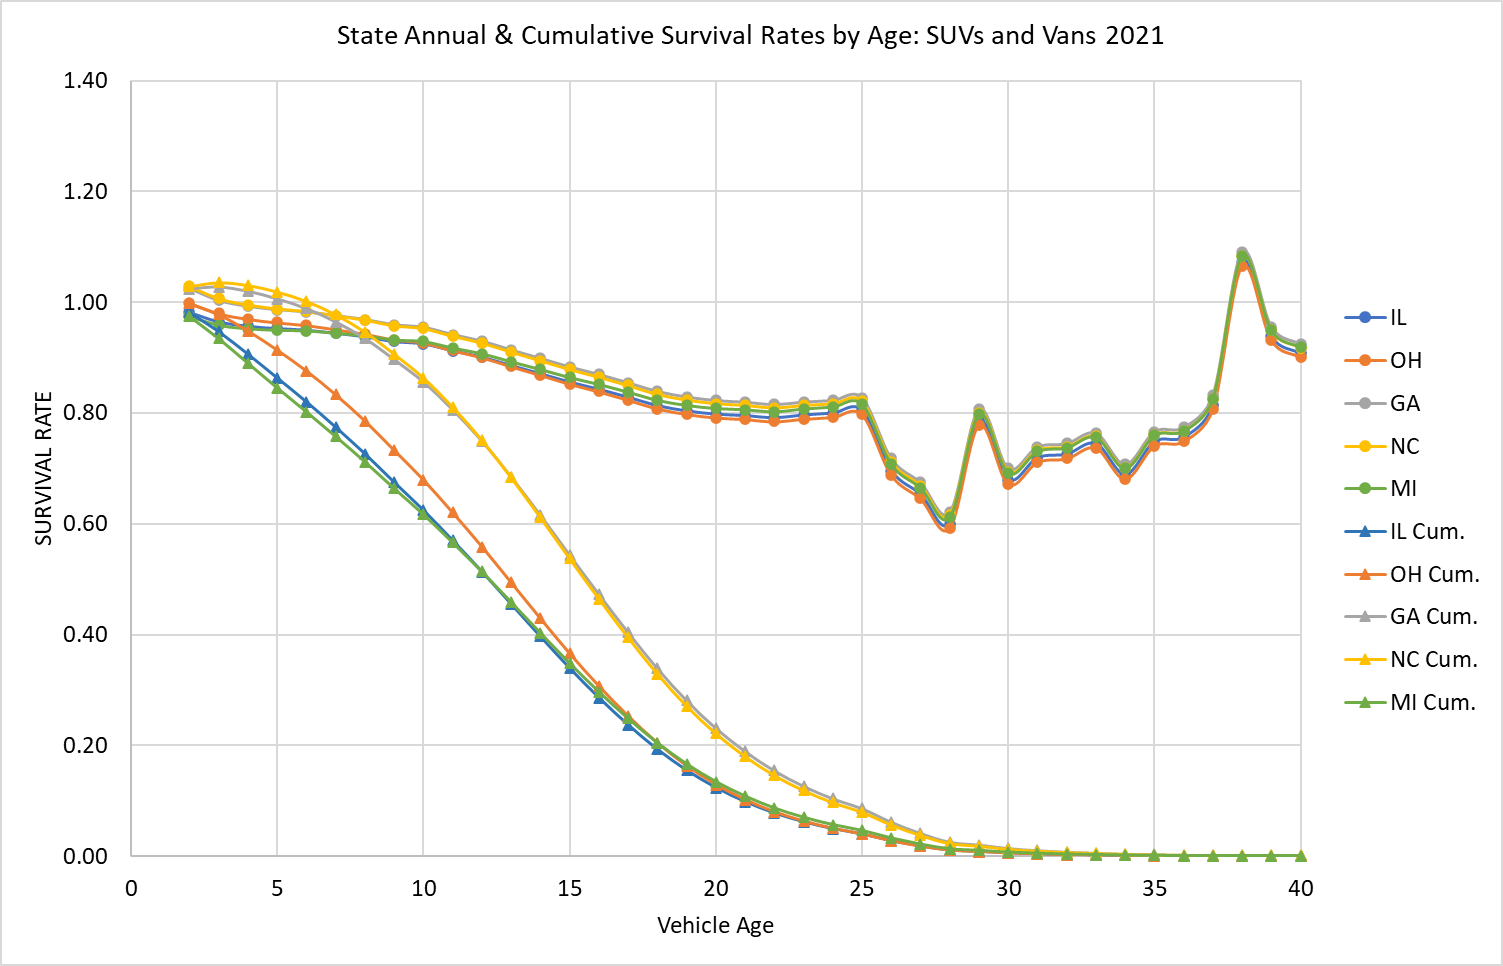 State Annual & Cumulative Survival Rates by Age: SUVs and Vans 2021
1.40
1.20
1.00
0.80
0.60
0.40
0.20
0.00
SURVIVAL RATE
0 5 10 15 20 25 30 35 40
Vehicle Age
IL
OH
GA
NC
MI
IL Cum.
OH Cum.
GA Cum.
NC Cum.
MI Cum.